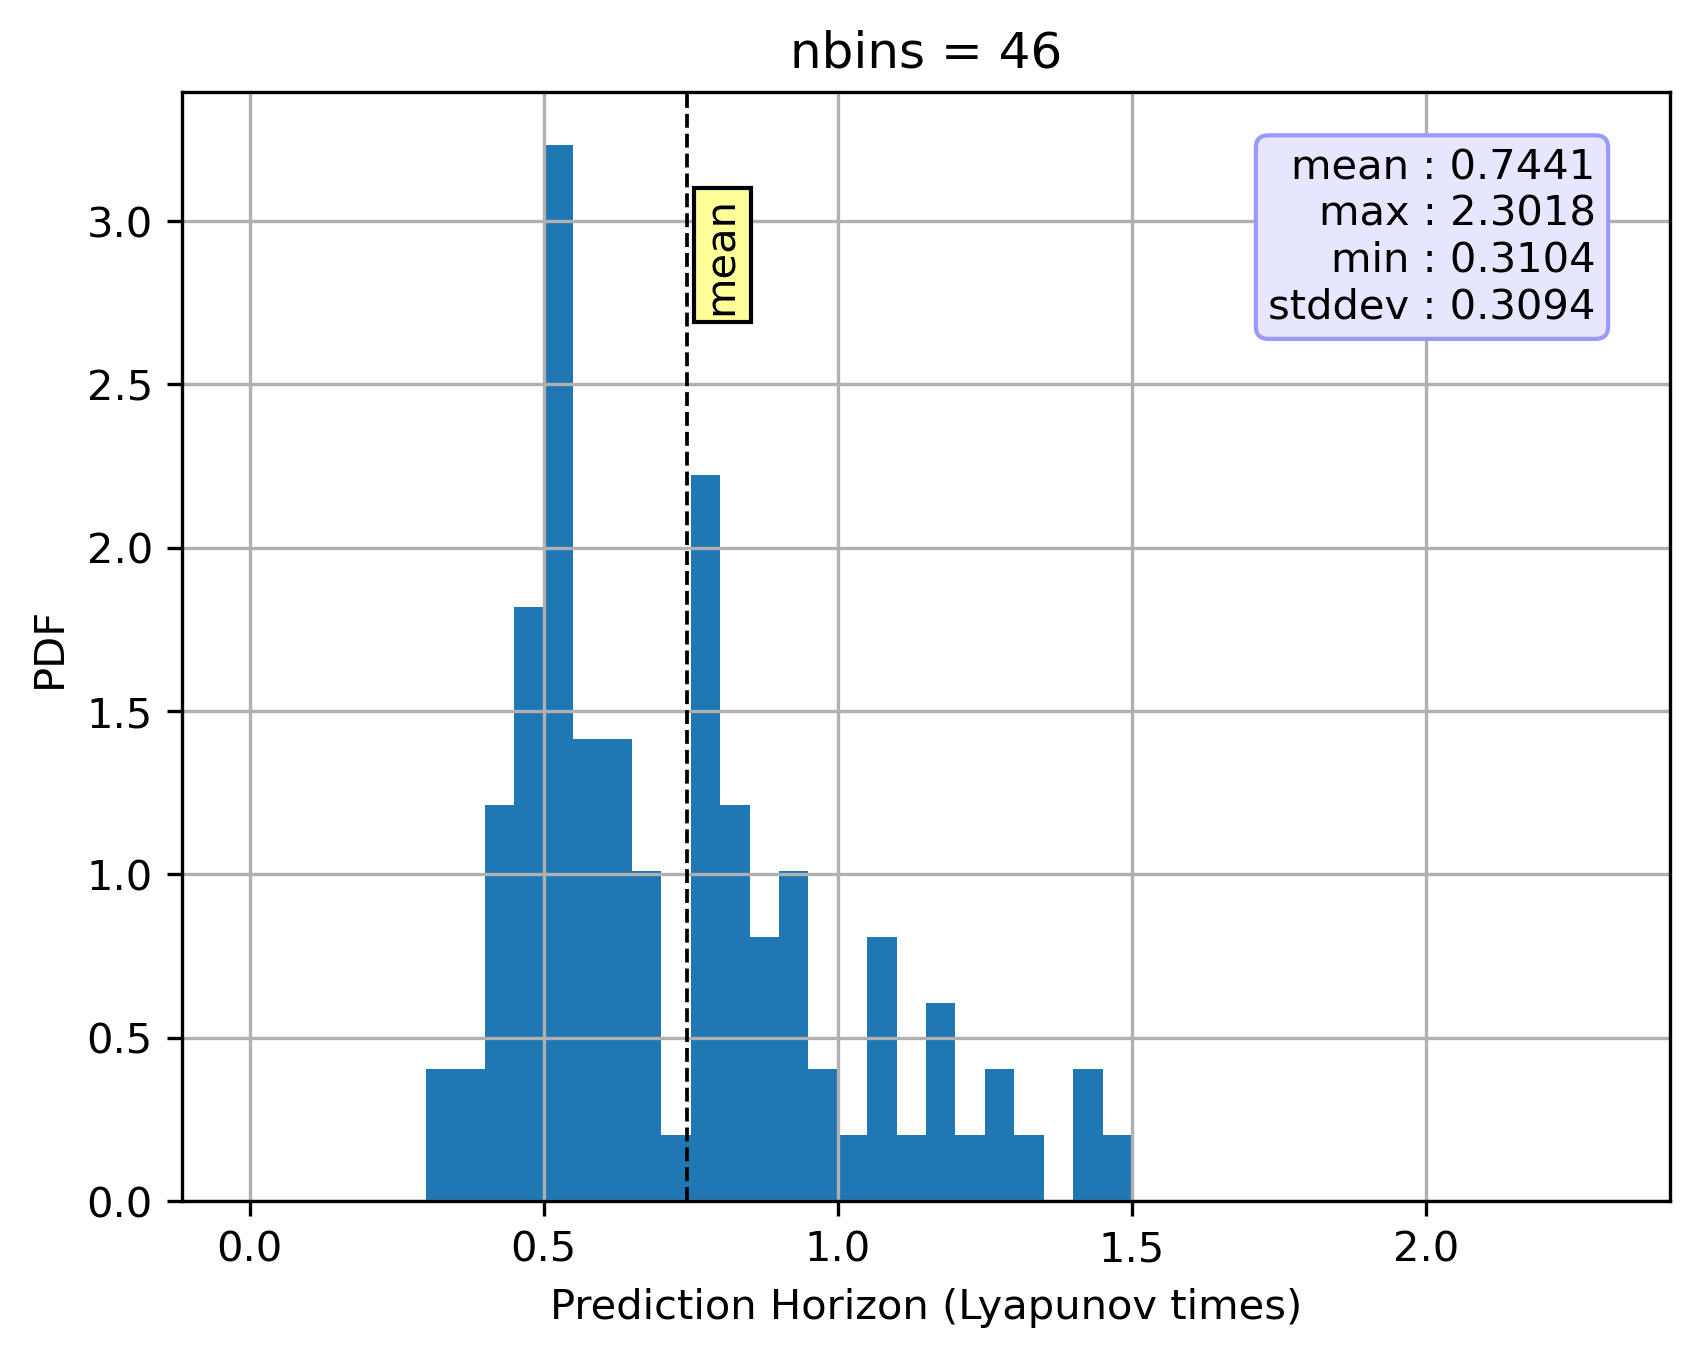 nbins = 46
mean : 0.7441
max : 2.3018
min : 0.3104
stddev : 0.3094
mean
PDF
3.0
2.5
2.0
1.5
1.0
0.5
0.0
0.0 0.5 1.0 1.5 2.0
Prediction Horizon (Lyapunov times)